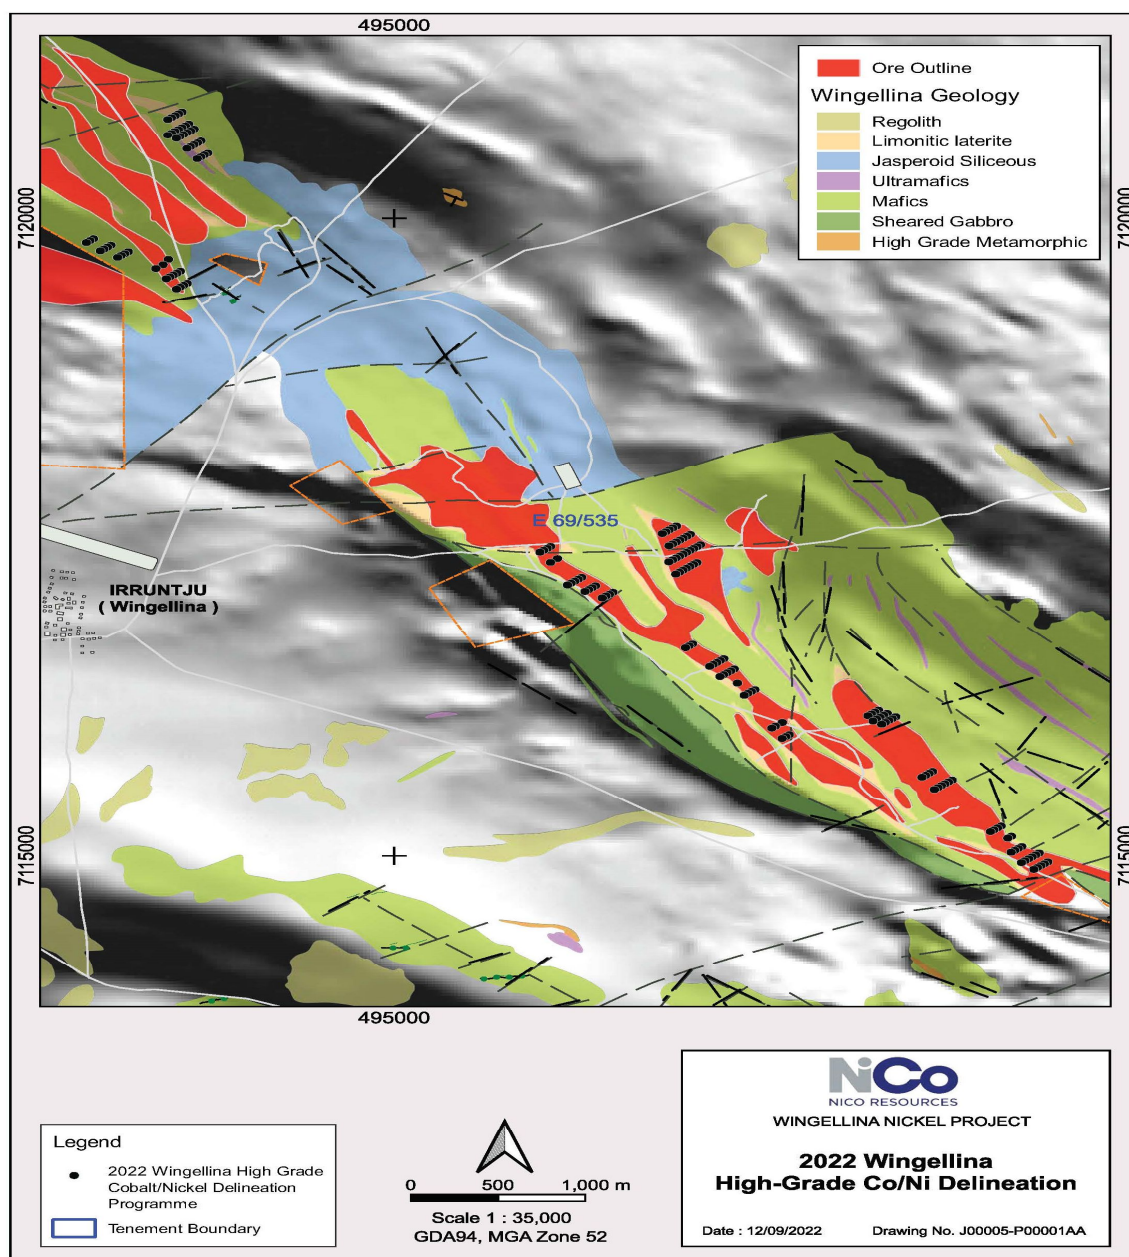 495000
Ore Outline
Wingellina Geology
Regolith
Limonitic laterite
Jasperoid Siliceous
Ultramafics
Mafics
Sheared Gabbro
High Grade Metamorphic
7120000
7120000
E 69/535
IRRUNTJU
( Wingellina )
7115000
7115000
495000
Legend
2022 Wingellina High Grade
Cobalt/Nickel Delineation
Programme
Tenement Boundary
0 500 1,000 m
Scale 1 : 35,000
GDA94, MGA Zone 52
NiCo
NICO RESOURCES
WINGELLINA NICKEL PROJECT
2022 Wingellina
High-Grade Co/Ni Delineation
Date : 12/09/2022 Drawing No. J00005-P00001AA